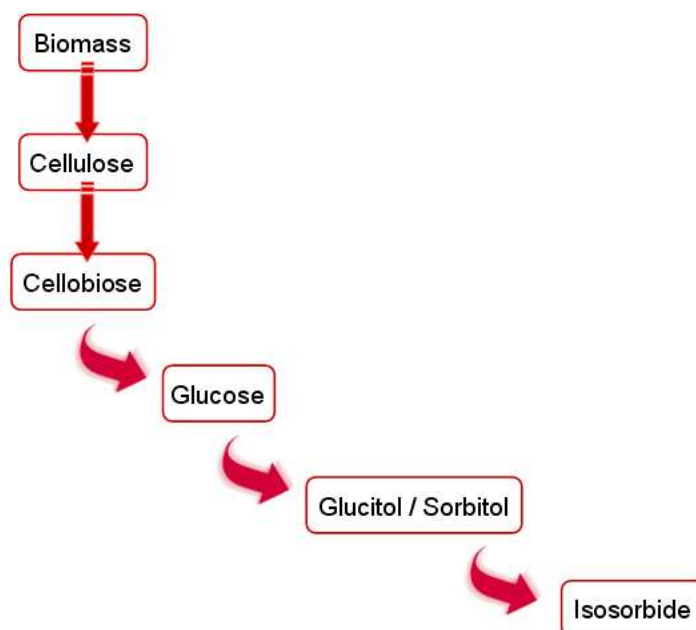 Biomass
Cellulose
Cellobiose
Glucose
Glucitol / Sorbitol
Isosorbide